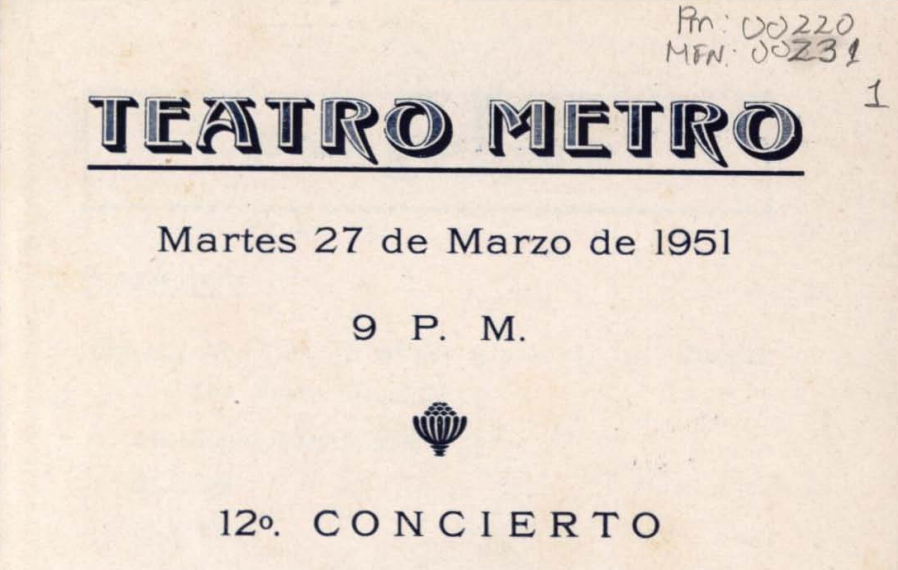 Pm: 00220
MFN: 00231
1
TEATRO METRO
Martes 27 de Marzo de 1951
9 P. M.
12º. CONCIERTO